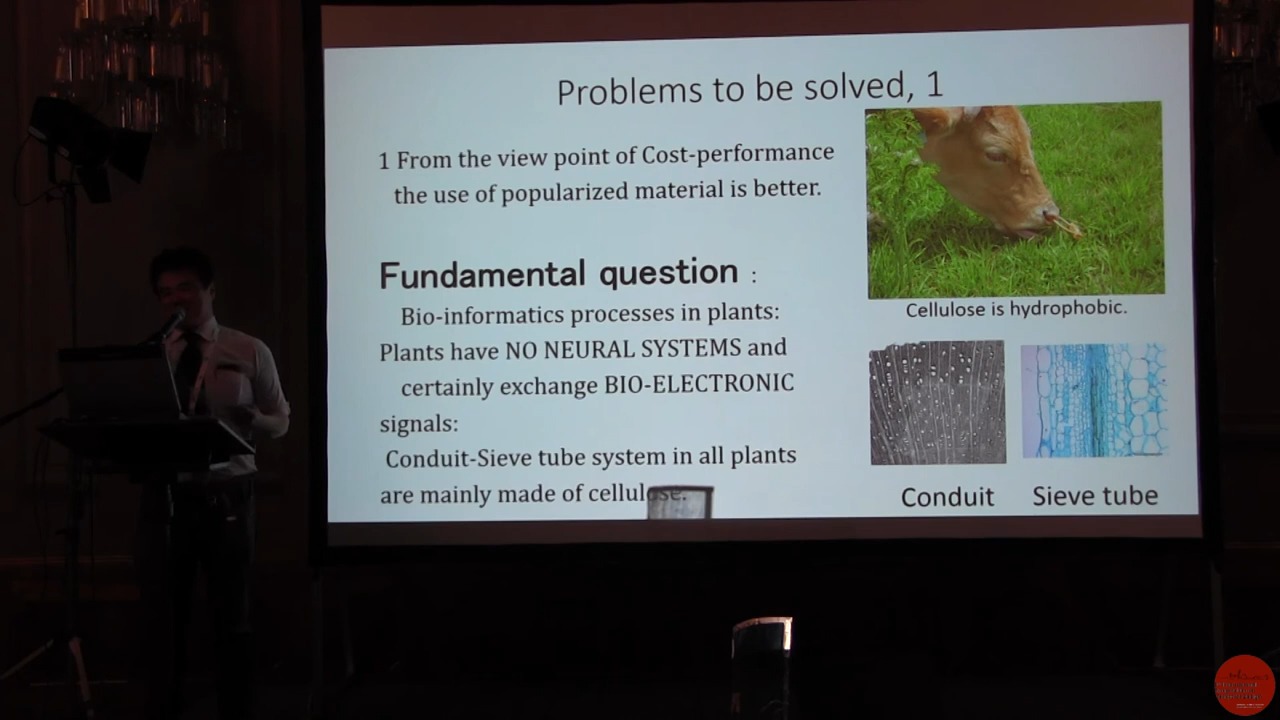 Problems to be solved, 1
1 From the view point of Cost-performance
the use of popularized material is better.
Fundamental question :
Bio-informatics processes in plants:
Plants have NO NEURAL SYSTEMS and
certainly exchange BIO-ELECTRONIC
signals:
Conduit-Sieve tube system in all plants
are mainly made of cellulose.
Cellulose is hydrophobic.
Conduit
Sieve tube